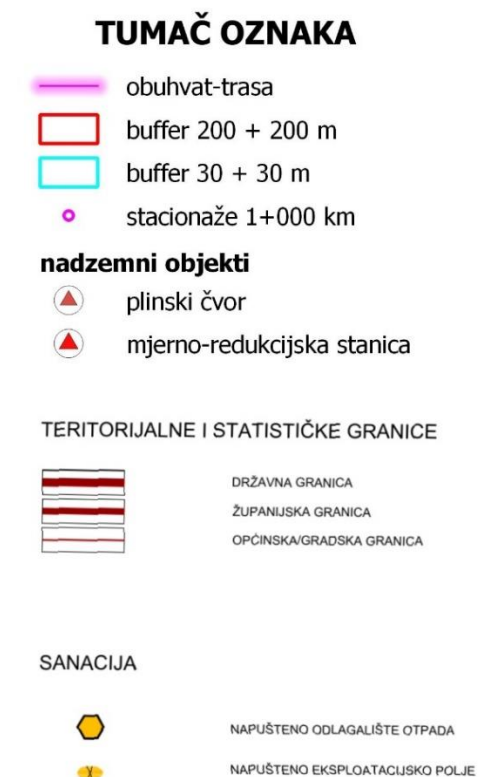 TUMAČ OZNAKA
obuhvat-trasa
buffer 200 + 200 m
buffer 30 + 30 m
stacionaže 1+000 km
nadzemni objekti
plinski čvor
mjerno-redukcijska stanica
TERITORIJALNE I STATISTIČKE GRANICE
DRŽAVNA GRANICA
ŽUPANIJSKA GRANICA
OPĆINSKA/GRADSKA GRANICA
SANACIJA
NAPUŠTENO ODLAGALIŠTE OTPADA
NAPUŠTENO EKSPLOATACIJSKO POLJE